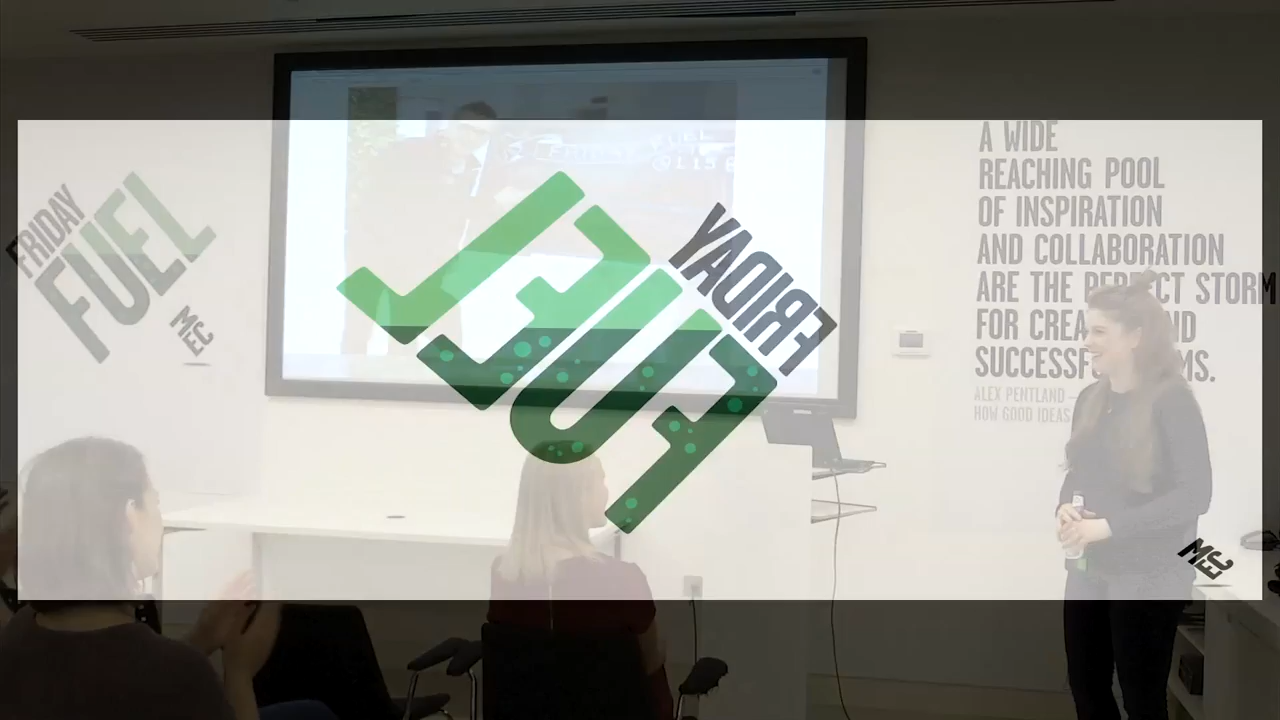 FRIDAY
FUEL
MEC
FRIDAY
FUEL
A WIDE
REACHING POOL
OF INSPIRATION
AND COLLABORATION
ARE THE PERFECT STORM
FOR CREA ND
SUCCESSF MS.
ALEX PENTLAND –
HOW GOOD IDEAS
MEC